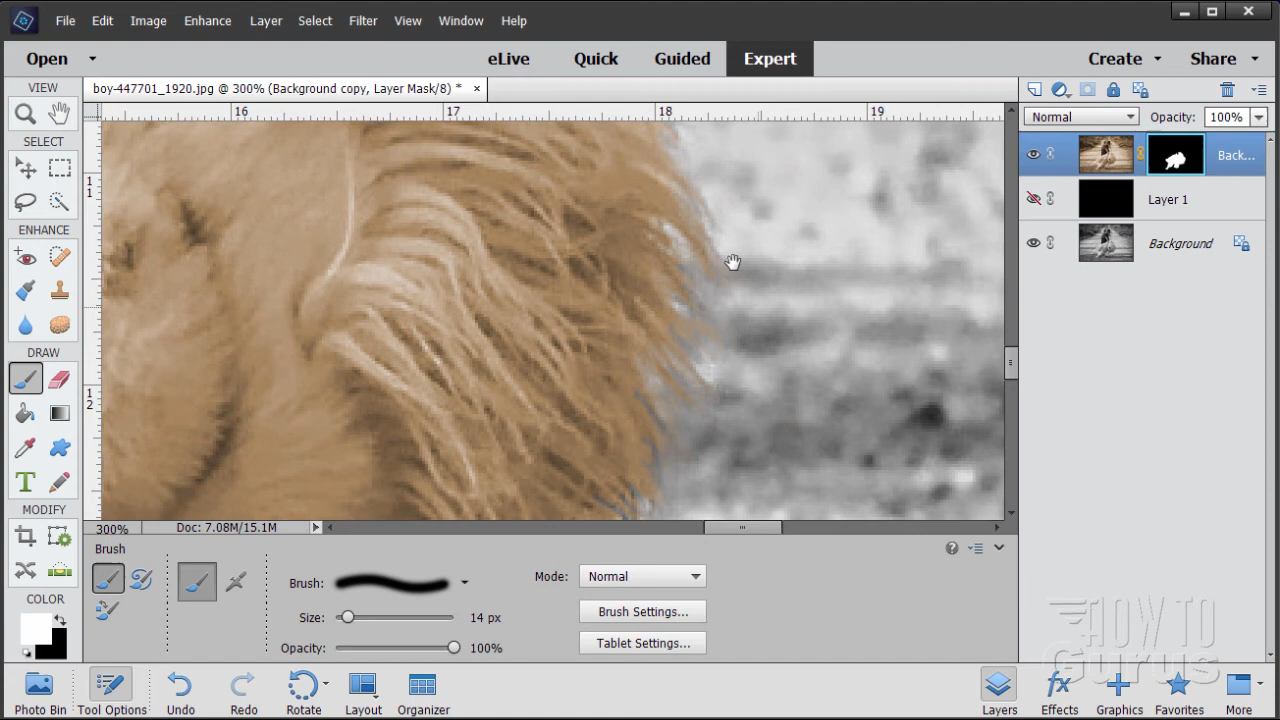 File Edit Image Enhance Layer Select Filter View Window Help
Open eLive Quick Guided Expert Create Share
VIEW
boy-447701_1920.jpg @ 300% (Background copy, Layer Mask/8) * ×
16 17 18 19
Normal Opacity: 100%
SELECT
Back...
11
Layer 1
ENHANCE
Background
DRAW
12
T
MODIFY
300% Doc: 7.08M/15.1M
Brush
Brush: Mode: Normal
COLOR
Size: 14 px Brush Settings...
Opacity: 100% Tablet Settings...
HOW TO
Gurus
fx
Photo Bin Tool Options Undo Redo Rotate Layout Organizer Layers Effects Graphics Favorites More